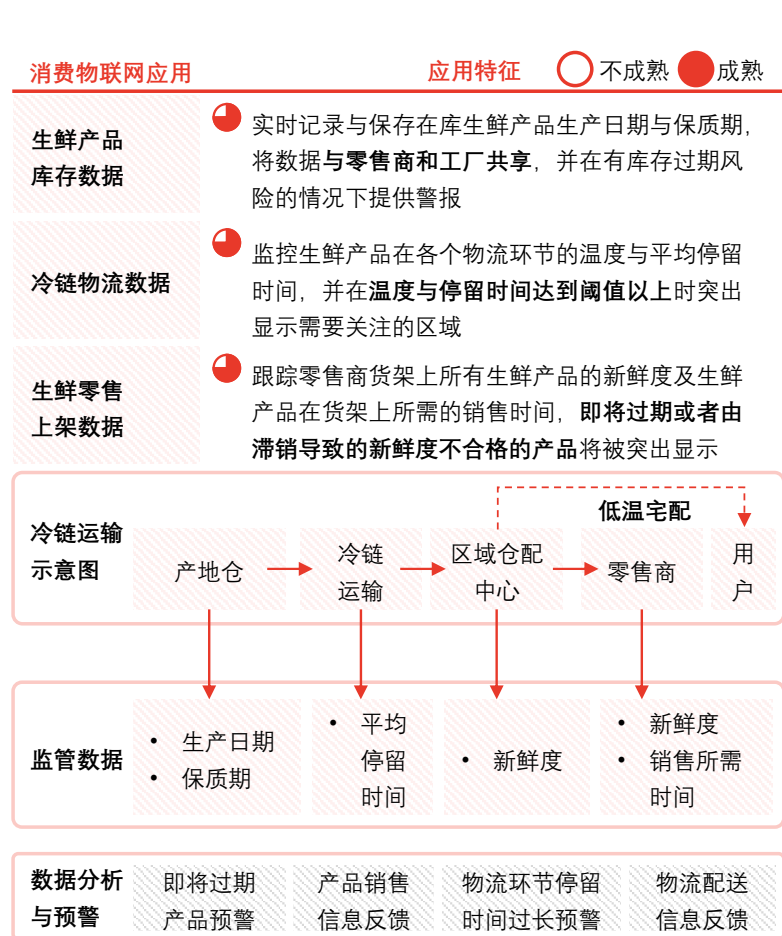 消费物联网应用 应用特征 不成熟 成熟
生鲜产品
库存数据
实时记录与保存在库生鲜产品生产日期与保质期，
将数据与零售商和工厂共享，并在有库存过期风
险的情况下提供警报
冷链物流数据
监控生鲜产品在各个物流环节的温度与平均停留
时间，并在温度与停留时间达到阈值以上时突出
显示需要关注的区域
生鲜零售
上架数据
跟踪零售商货架上所有生鲜产品的新鲜度及生鲜
产品在货架上所需的销售时间，即将过期或者由
滞销导致的新鲜度不合格的产品将被突出显示
冷链运输
示意图
低温宅配
产地仓
冷链
运输
区域仓配
中心
零售商
用
户
监管数据
• 生产日期
• 保质期
• 平均
停留
时间
• 新鲜度
• 新鲜度
• 销售所需
时间
数据分析
与预警
即将过期
产品预警
产品销售
信息反馈
物流环节停留
时间过长预警
物流配送
信息反馈